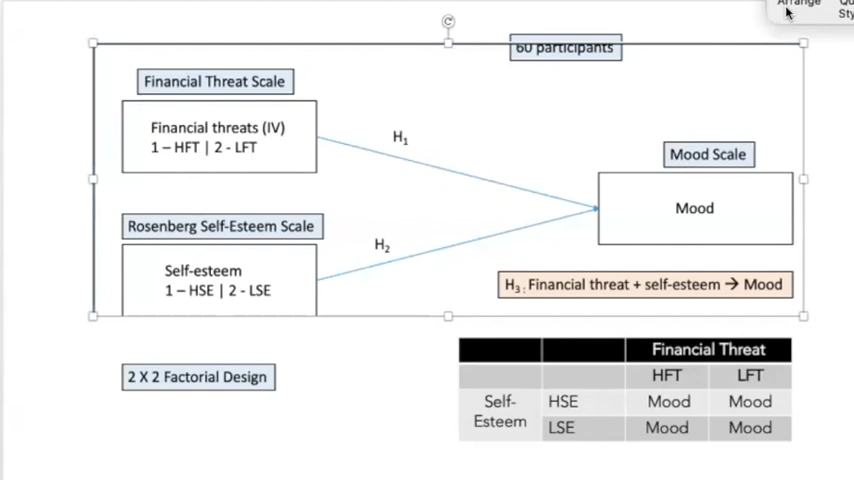 Arrange
Sty
60 participants
Financial Threat Scale
Financial threats (IV)
1 – HFT | 2 - LFT
H1
Mood Scale
Mood
Rosenberg Self-Esteem Scale
H2
Self-esteem
1 – HSE | 2 - LSE
H3 : Financial threat + self-esteem → Mood
2 X 2 Factorial Design
Financial Threat
HFT LFT
Self-Esteem
HSE Mood Mood
LSE Mood Mood